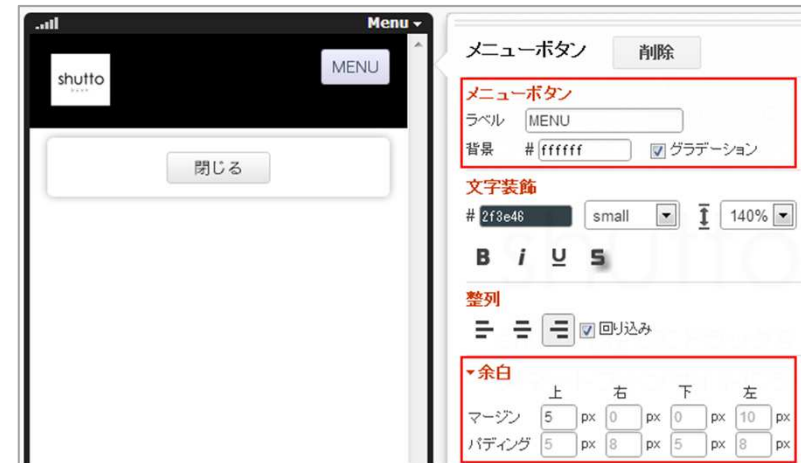 Menu
shutto
MENU
閉じる
メニューボタン 削除
メニューボタン
ラベル MENU
背景 # ffffff グラデーション
文字装飾
# 2f3e46 small 140%
B i U S
整列
回り込み
余白
上 右 下 左
マージン 5 px 0 px 0 px 10 px
パディング 5 px 8 px 5 px 8 px